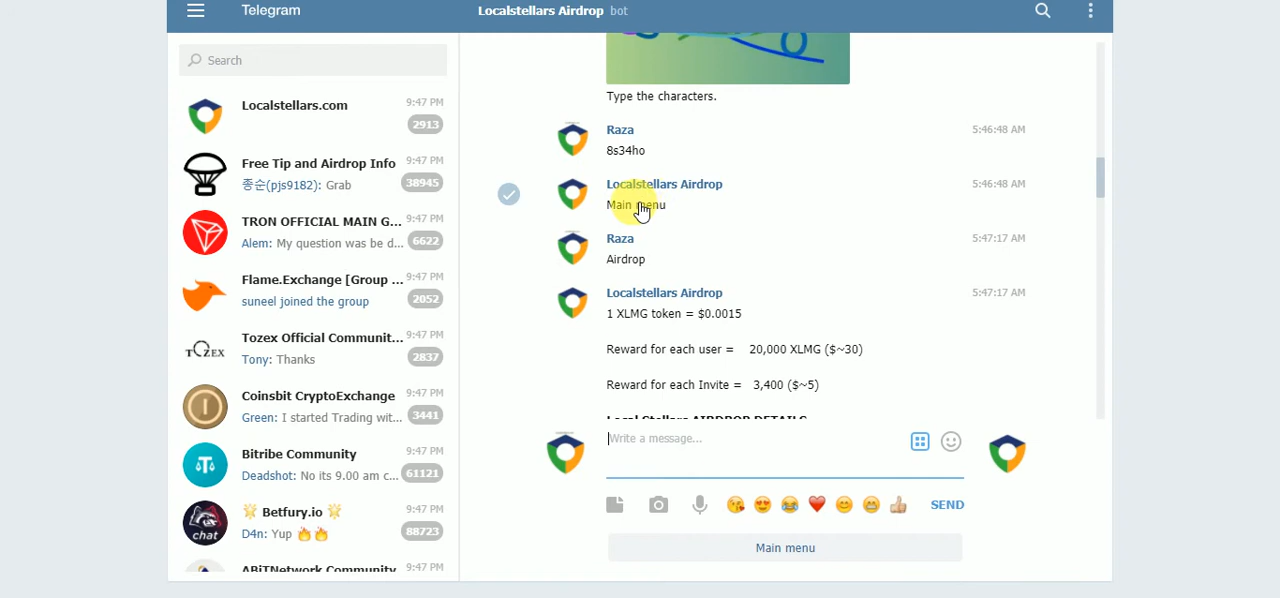 Telegram
Localstellars Airdrop bot
Search
Localstellars.com 9:47 PM
2913
Free Tip and Airdrop Info 9:47 PM
종순(pjs9182): Grab 38945
TRON OFFICIAL MAIN G... 9:47 PM
Alem: My question was be d... 6622
Flame.Exchange [Group ... 9:47 PM
suneel joined the group 2052
TOZEX
Tozex Official Communit... 9:47 PM
Tony: Thanks 2837
Coinsbit CryptoExchange 9:47 PM
Green: I started Trading wit... 3441
Bitribe Community 9:47 PM
Deadshot: No its 9.00 am c... 61121
chat
Betfury.io 9:47 PM
D4n: Yup 88723
ABiTNetwork Community 9:47 PM
Type the characters.
Raza 5:46:48 AM
8s34ho
Localstellars Airdrop 5:46:48 AM
Main menu
Raza 5:47:17 AM
Airdrop
Localstellars Airdrop 5:47:17 AM
1 XLMG token = $0.0015
Reward for each user = 20,000 XLMG ($~30)
Reward for each Invite = 3,400 ($~5)
Local Stellars AIRDROP DETAILS
Write a message...
SEND
Main menu